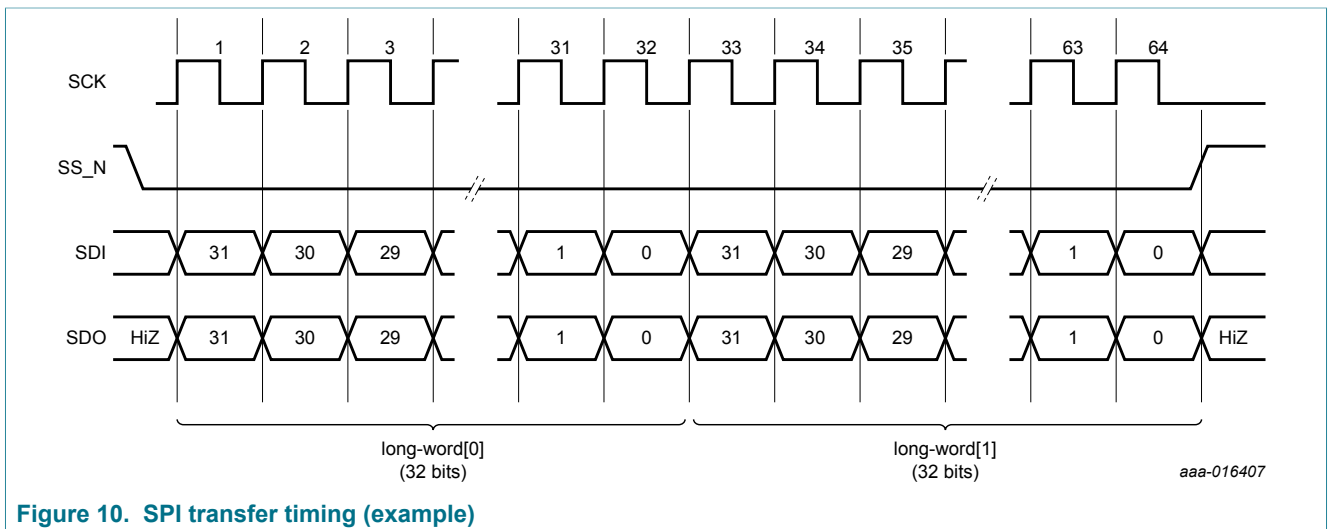 1 2 3 31 32 33 34 35 63 64
SCK
SS_N
SDI 31 30 29 1 0 31 30 29 1 0
SDO HiZ 31 30 29 1 0 31 30 29 1 0 HiZ
long-word[0] long-word[1]
(32 bits) (32 bits) aaa-016407
Figure 10. SPI transfer timing (example)